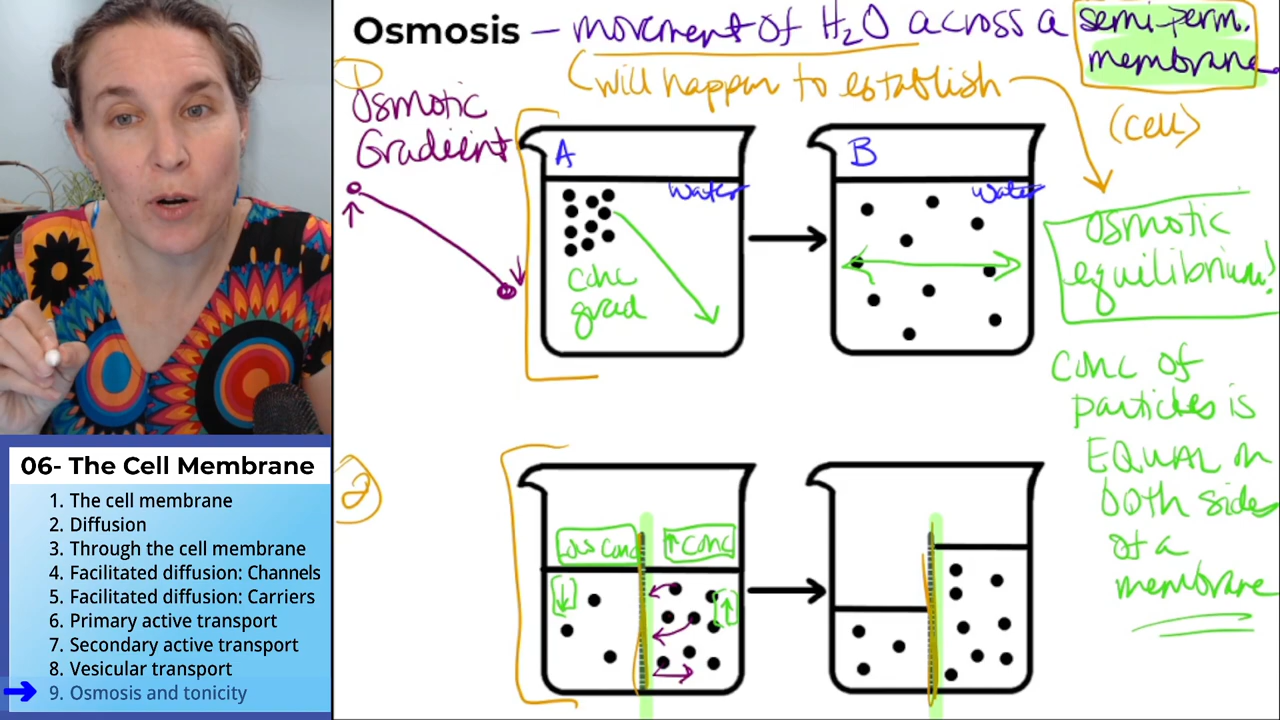 Osmosis – movement of H₂O across a semi-perm. membrane
(will happen to establish
(cell)
1)
Osmotic
Gradient
A
Water
conc
grad
B
Water
osmotic
equilibrium!
conc of
particles is
EQUAL on
both sides
of a
membrane
2
Low conc
↑ conc
[↓]
[↑]
06- The Cell Membrane
1. The cell membrane
2. Diffusion
3. Through the cell membrane
4. Facilitated diffusion: Channels
5. Facilitated diffusion: Carriers
6. Primary active transport
7. Secondary active transport
8. Vesicular transport
9. Osmosis and tonicity